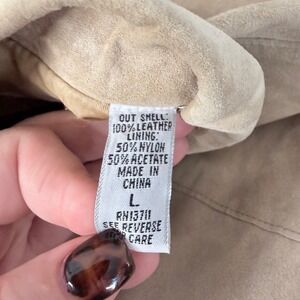 OUT SHELL:
100% LEATHER
LINING:
50% NYLON
50% ACETATE
MADE IN
CHINA
L
RN13711
SEE REVERSE
FOR CARE